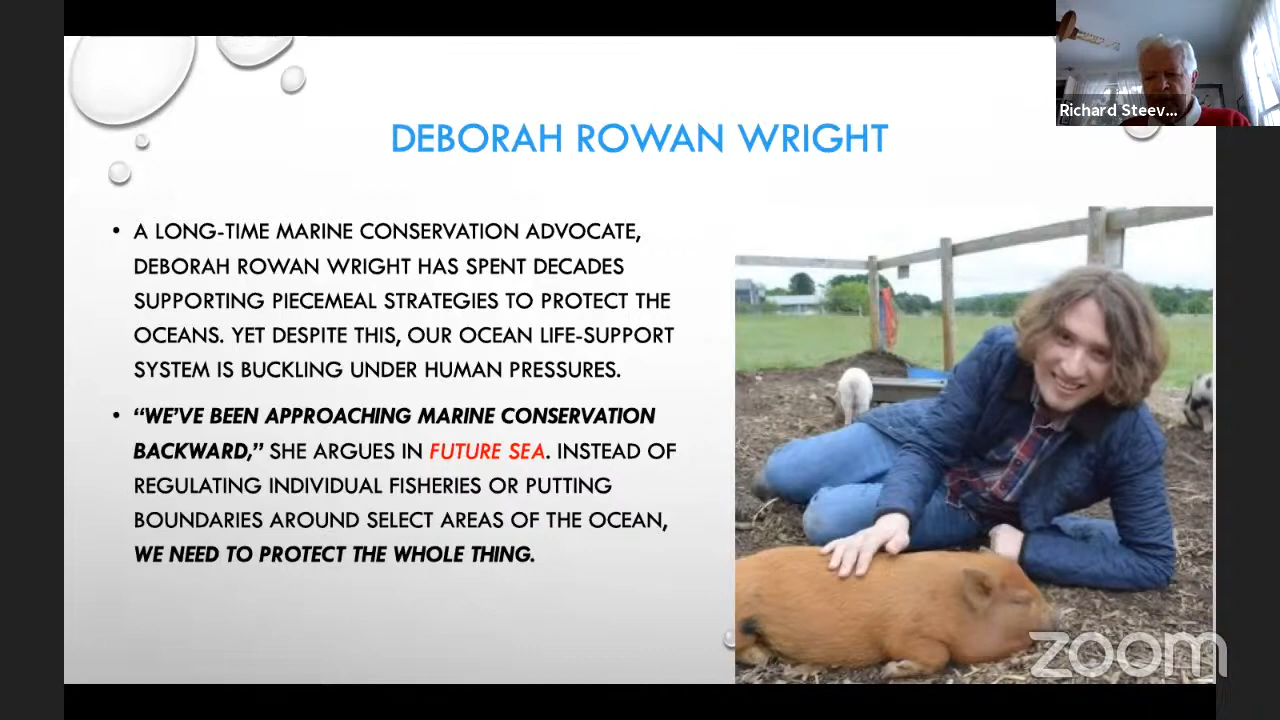 Richard Steev...
DEBORAH ROWAN WRIGHT
• A LONG-TIME MARINE CONSERVATION ADVOCATE,
DEBORAH ROWAN WRIGHT HAS SPENT DECADES
SUPPORTING PIECEMEAL STRATEGIES TO PROTECT THE
OCEANS. YET DESPITE THIS, OUR OCEAN LIFE-SUPPORT
SYSTEM IS BUCKLING UNDER HUMAN PRESSURES.
• “WE’VE BEEN APPROACHING MARINE CONSERVATION
BACKWARD,” SHE ARGUES IN FUTURE SEA. INSTEAD OF
REGULATING INDIVIDUAL FISHERIES OR PUTTING
BOUNDARIES AROUND SELECT AREAS OF THE OCEAN,
WE NEED TO PROTECT THE WHOLE THING.
zoom